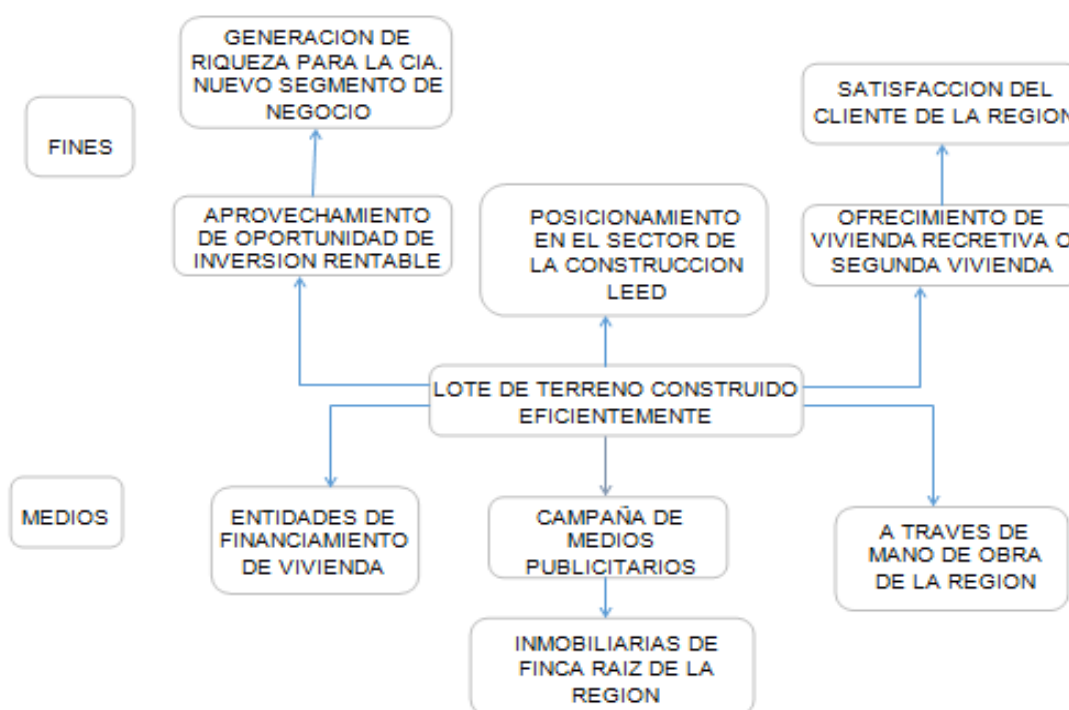 GENERACION DE
RIQUEZA PARA LA CIA.
NUEVO SEGMENTO DE
NEGOCIO
SATISFACCION DEL
CLIENTE DE LA REGION
FINES
APROVECHAMIENTO
DE OPORTUNIDAD DE
INVERSION RENTABLE
POSICIONAMIENTO
EN EL SECTOR DE
LA CONSTRUCCION
LEED
OFRECIMIENTO DE
VIVIENDA RECRETIVA O
SEGUNDA VIVIENDA
LOTE DE TERRENO CONSTRUIDO
EFICIENTEMENTE
MEDIOS
ENTIDADES DE
FINANCIAMIENTO
DE VIVIENDA
CAMPAÑA DE
MEDIOS
PUBLICITARIOS
A TRAVES DE
MANO DE OBRA
DE LA REGION
INMOBILIARIAS DE
FINCA RAIZ DE LA
REGION